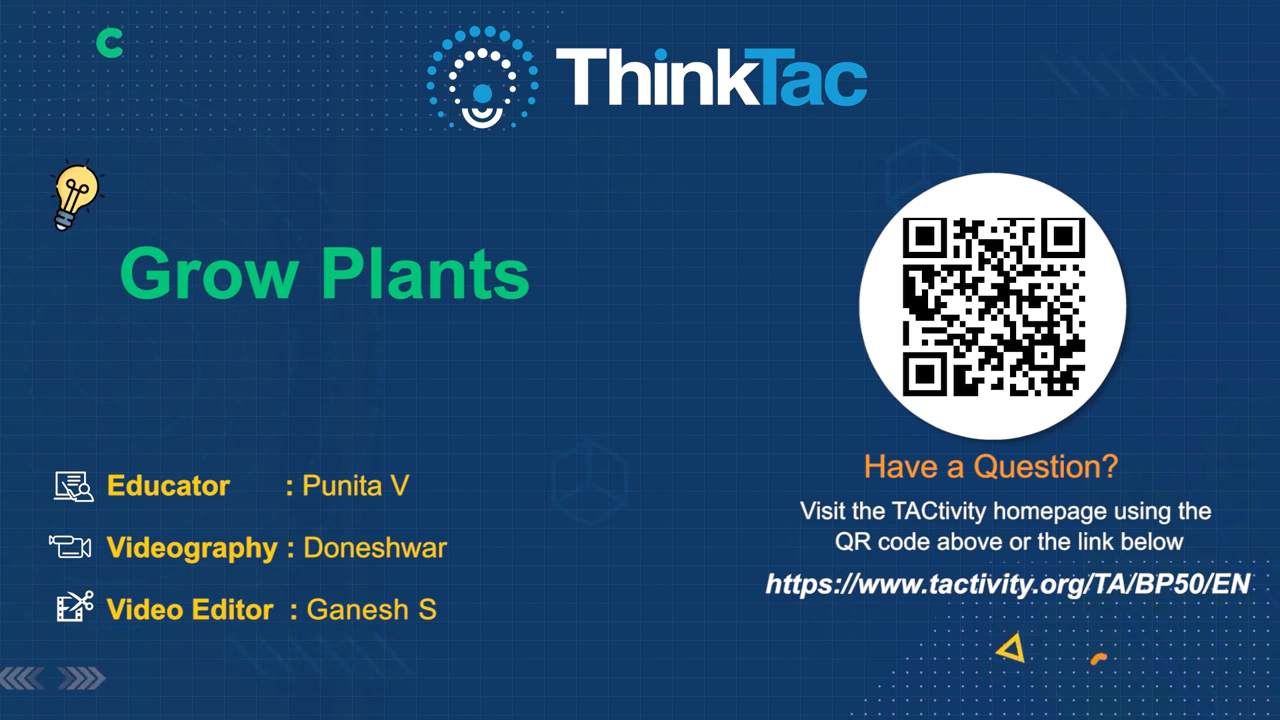 ThinkTac
Grow Plants
Educator : Punita V
Videography : Doneshwar
Video Editor : Ganesh S
Have a Question?
Visit the TACtivity homepage using the
QR code above or the link below
https://www.tactivity.org/TA/BP50/EN